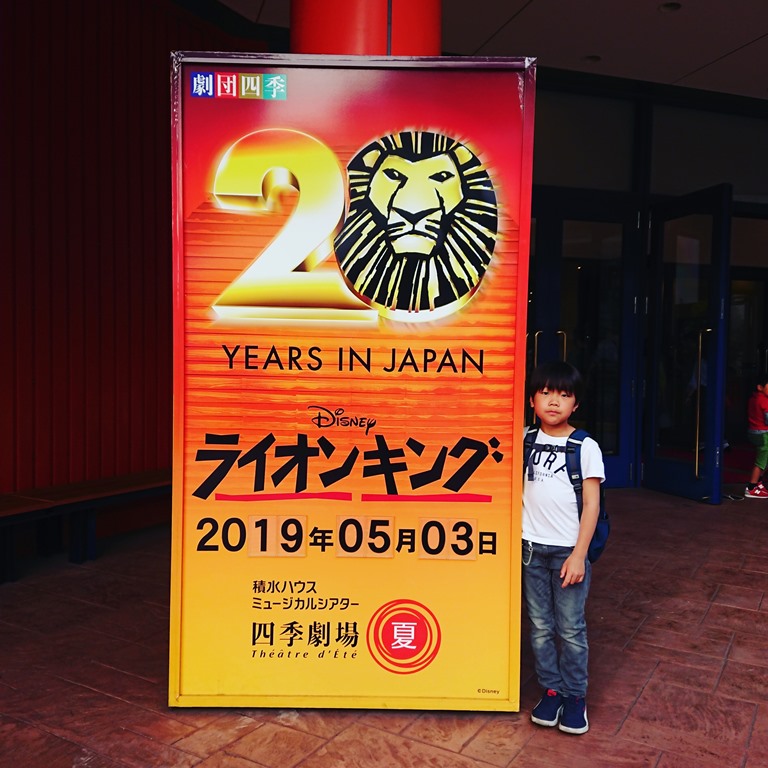 劇団四季
20
YEARS IN JAPAN
Disney
ライオンキング
2019年05月03日
積水ハウス
ミュージカルシアター
四季劇場 夏
Théâtre d'Été
©Disney